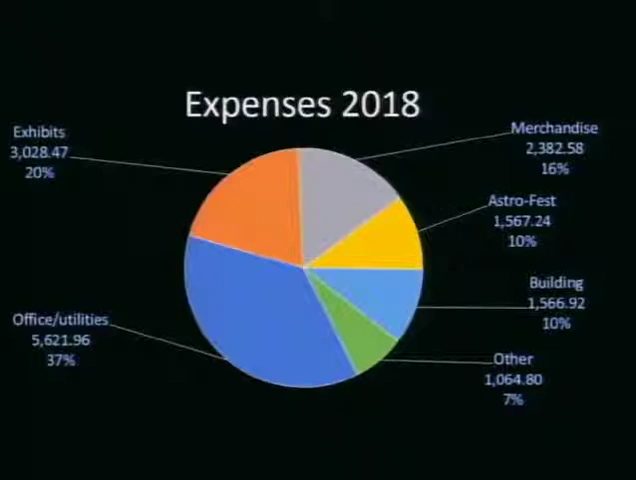 Expenses 2018
Exhibits
3,028.47
20%
Merchandise
2,382.58
16%
Astro-Fest
1,567.24
10%
Building
1,566.92
10%
Office/utilities
5,621.96
37%
Other
1,064.80
7%